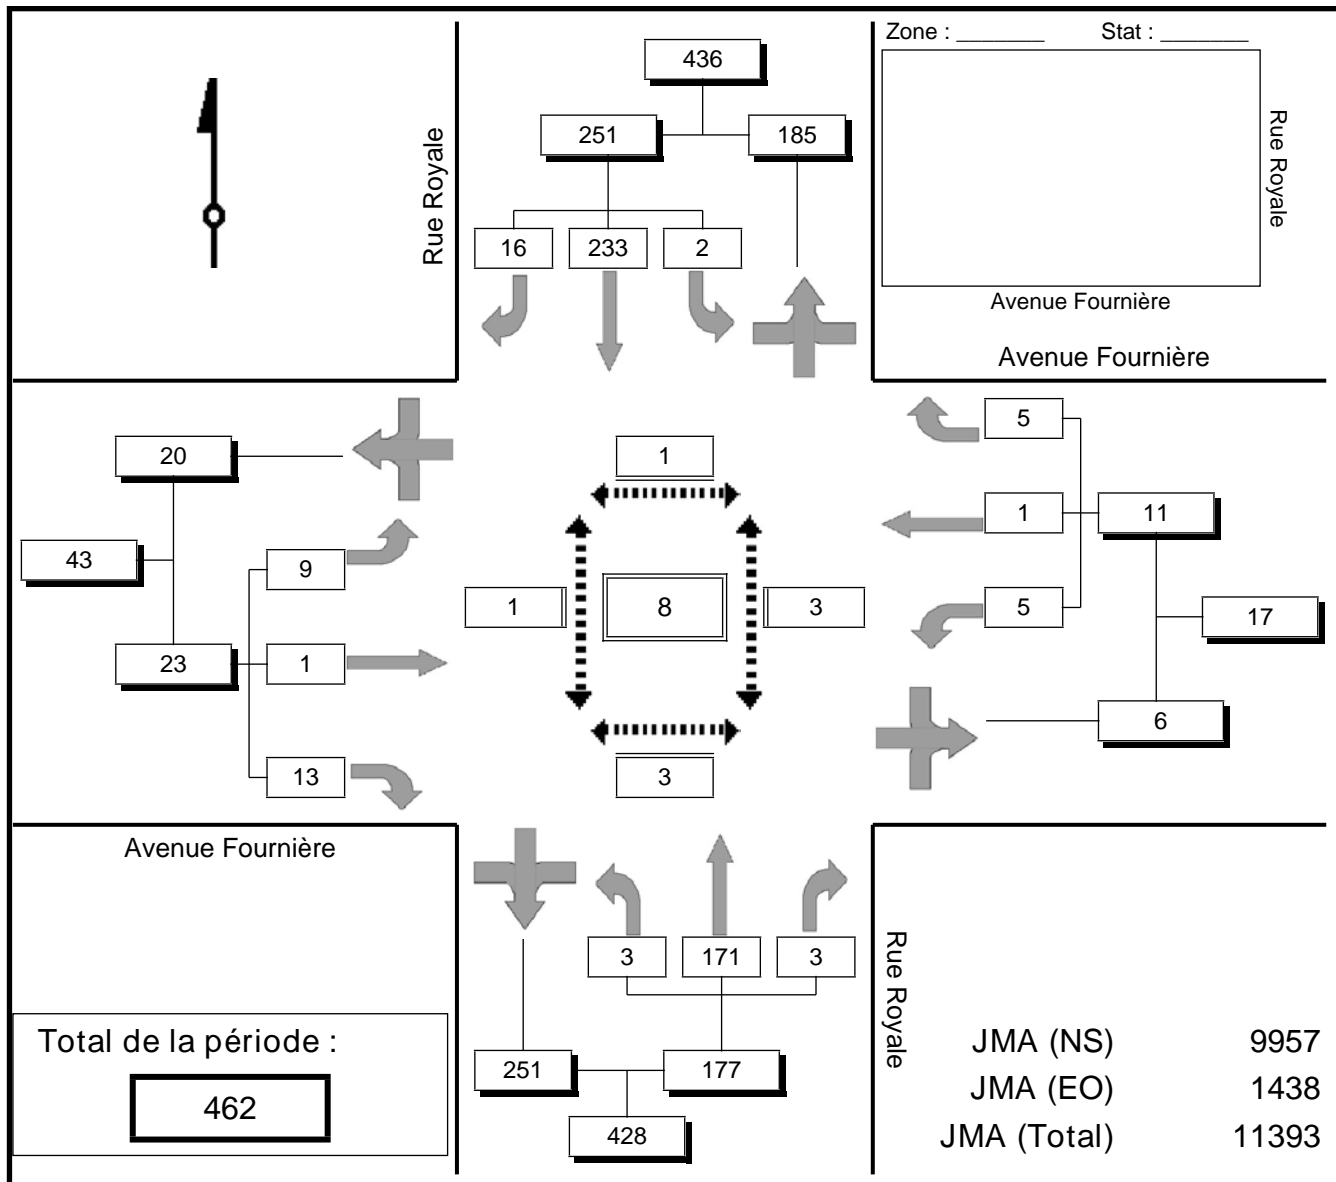 Zone : _______ Stat : _______
436
251 185
Rue Royale
Rue Royale
16 233 2
Avenue Fournière
Avenue Fournière
5
20 1
1 11
43 9
1 8 3 5 17
23 1
6
13 3
Avenue Fournière
3 171 3
Rue Royale
Total de la période :
251 177
462
428
JMA (NS) 9957
JMA (EO) 1438
JMA (Total) 11393